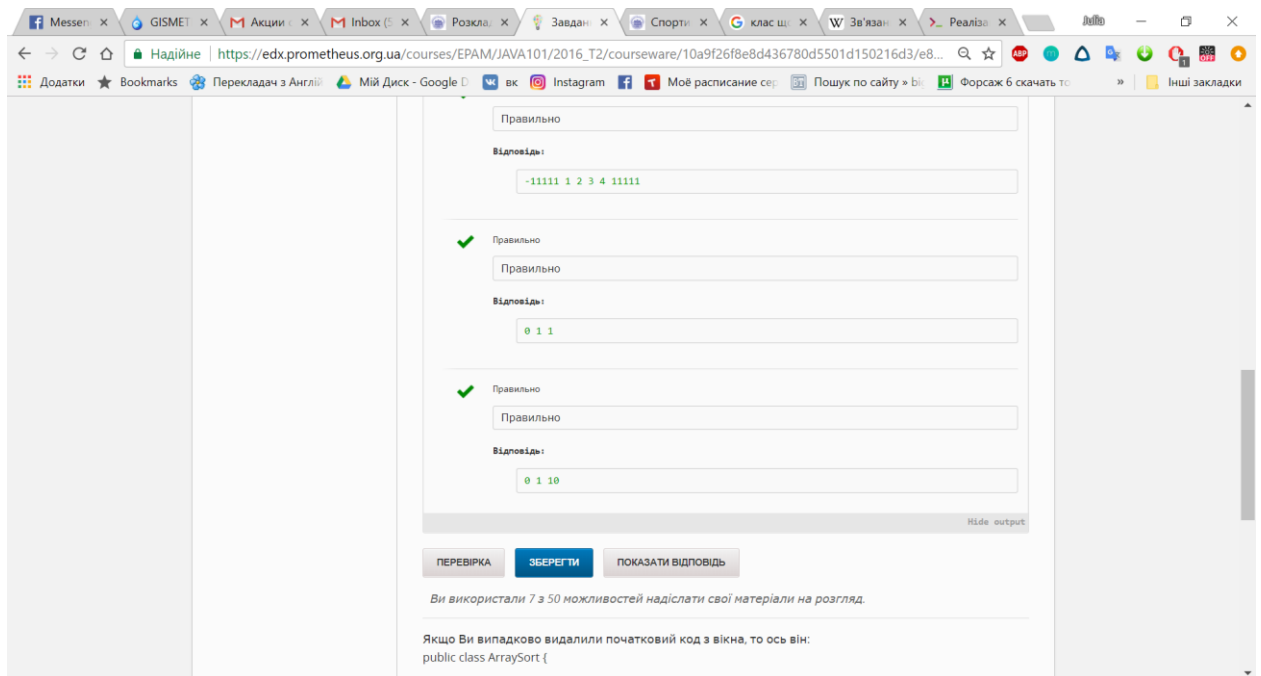 Messen
GISMET
Акции
Inbox (5
Розкла
Завдан
Спорти
клас що
Зв'язан
Реаліза
Julia
Надійне
https://edx.prometheus.org.ua/courses/EPAM/JAVA101/2016_T2/courseware/10a9f26f8e8d436780d5501d150216d3/e8...
Додатки
Bookmarks
Перекладач з Англій
Мій Диск - Google D
вк
Instagram
Моё расписание сер
Пошук по сайту » bi
Форсаж 6 скачать то
»
Інші закладки
Правильно
Відповідь:
-11111 1 2 3 4 11111
Правильно
Правильно
Відповідь:
0 1 1
Правильно
Правильно
Відповідь:
0 1 10
Hide output
ПЕРЕВІРКА ЗБЕРЕГТИ ПОКАЗАТИ ВІДПОВІДЬ
Ви використали 7 з 50 можливостей надіслати свої матеріали на розгляд.
Якщо Ви випадково видалили початковий код з вікна, то ось він:
public class ArraySort {